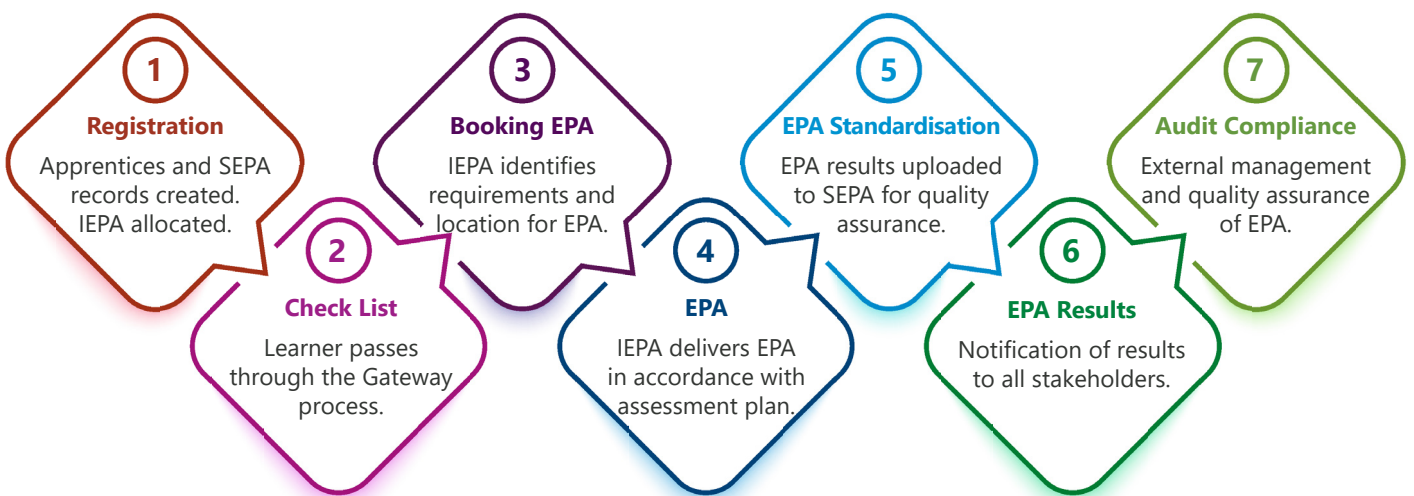 1
Registration
Apprentices and SEPA
records created.
IEPA allocated.
2
Check List
Learner passes
through the Gateway
process.
3
Booking EPA
IEPA identifies
requirements and
location for EPA.
4
EPA
IEPA delivers EPA
in accordance with
assessment plan.
5
EPA Standardisation
EPA results uploaded
to SEPA for quality
assurance.
6
EPA Results
Notification of results
to all stakeholders.
7
Audit Compliance
External management
and quality assurance
of EPA.